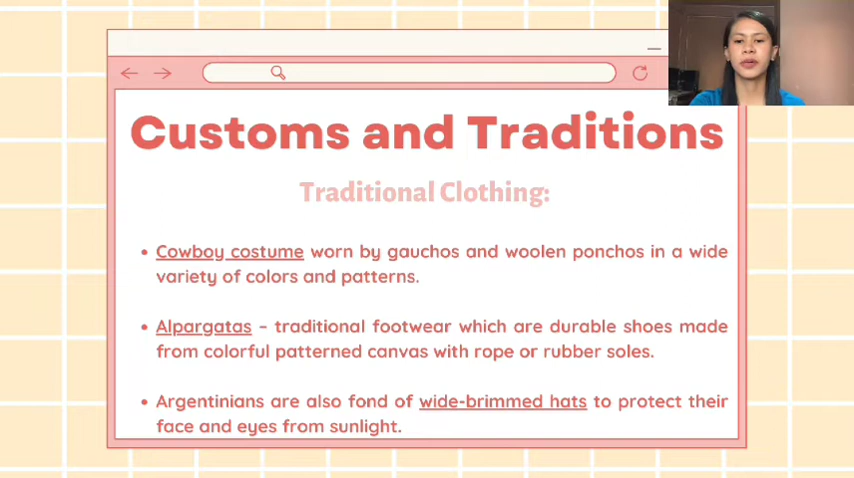 Customs and Traditions
Traditional Clothing:
• Cowboy costume worn by gauchos and woolen ponchos in a wide
variety of colors and patterns.
• Alpargatas – traditional footwear which are durable shoes made
from colorful patterned canvas with rope or rubber soles.
• Argentinians are also fond of wide-brimmed hats to protect their
face and eyes from sunlight.